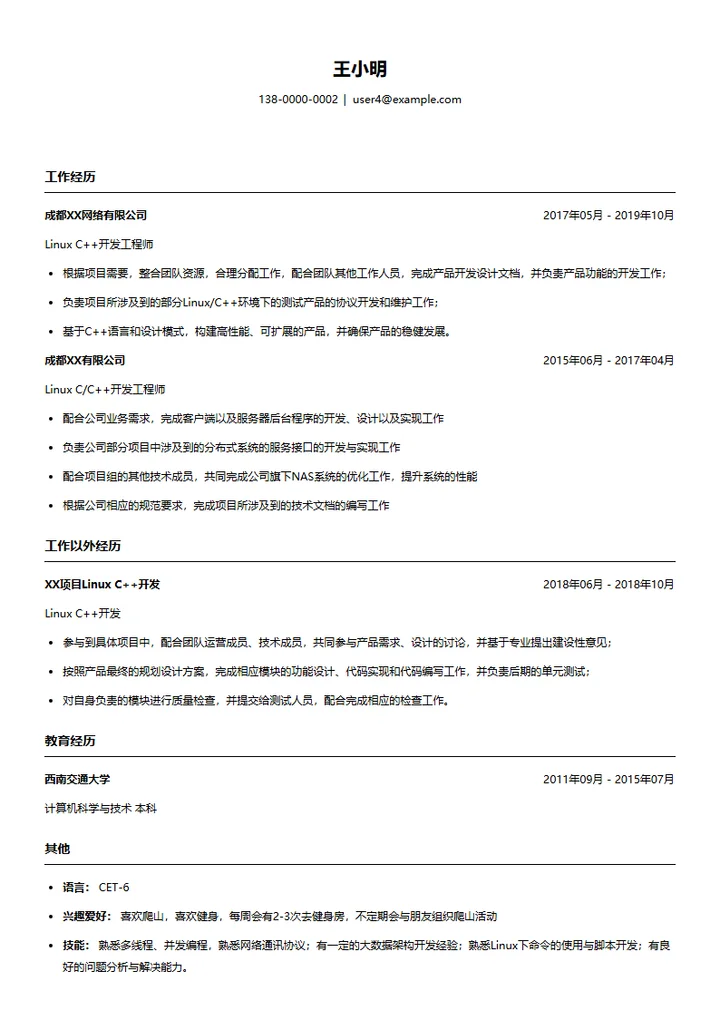 王小明
138-0000-0002 | user4@example.com
工作经历
成都XX网络有限公司 2017年05月 - 2019年10月
Linux C++开发工程师
• 根据项目需要，整合团队资源，合理分配工作，配合团队其他工作人员，完成产品开发设计文档，并负责产品功能的开发工作；
• 负责项目所涉及到的部分Linux/C++环境下的测试产品的协议开发和维护工作；
• 基于C++语言和设计模式，构建高性能、可扩展的产品，并确保产品的稳健发展。
成都XX有限公司 2015年06月 - 2017年04月
Linux C/C++开发工程师
• 配合公司业务需求，完成客户端以及服务器后台程序的开发、设计以及实现工作
• 负责公司部分项目中涉及到的分布式系统的服务接口的开发与实现工作
• 配合项目组的其他技术成员，共同完成公司旗下NAS系统的优化工作，提升系统的性能
• 根据公司相应的规范要求，完成项目所涉及到的技术文档的编写工作
工作以外经历
XX项目Linux C++开发 2018年06月 - 2018年10月
Linux C++开发
• 参与到具体项目中，配合团队运营成员、技术成员，共同参与产品需求、设计的讨论，并基于专业提出建设性意见；
• 按照产品最终的规划设计方案，完成相应模块的功能设计、代码实现和代码编写工作，并负责后期的单元测试；
• 对自身负责的模块进行质量检查，并提交给测试人员，配合完成相应的检查工作。
教育经历
西南交通大学 2011年09月 - 2015年07月
计算机科学与技术 本科
其他
• 语言： CET-6
• 兴趣爱好： 喜欢爬山，喜欢健身，每周会有2-3次去健身房，不定期会与朋友组织爬山活动
• 技能： 熟悉多线程、并发编程，熟悉网络通讯协议；有一定的大数据架构开发经验；熟悉Linux下命令的使用与脚本开发；有良
好的问题分析与解决能力。